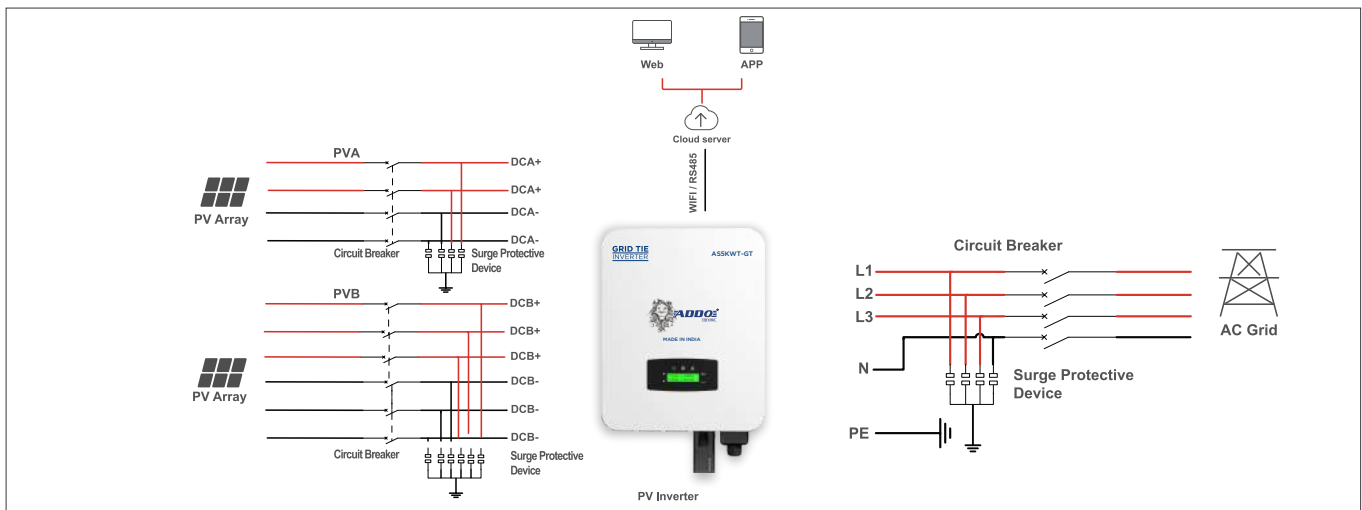 Web
APP
Cloud server
WIFI / RS485
PVA
DCA+
DCA+
DCA-
DCA-
PV Array
Circuit Breaker
Surge Protective
Device
PVB
DCB+
DCB+
DCB+
DCB-
DCB-
DCB-
PV Array
Circuit Breaker
Surge Protective
Device
GRID TIE
INVERTER
ASSKWT-GT
ADDO
MADE IN INDIA
PV Inverter
Circuit Breaker
L1
L2
L3
N
PE
Surge Protective
Device
AC Grid